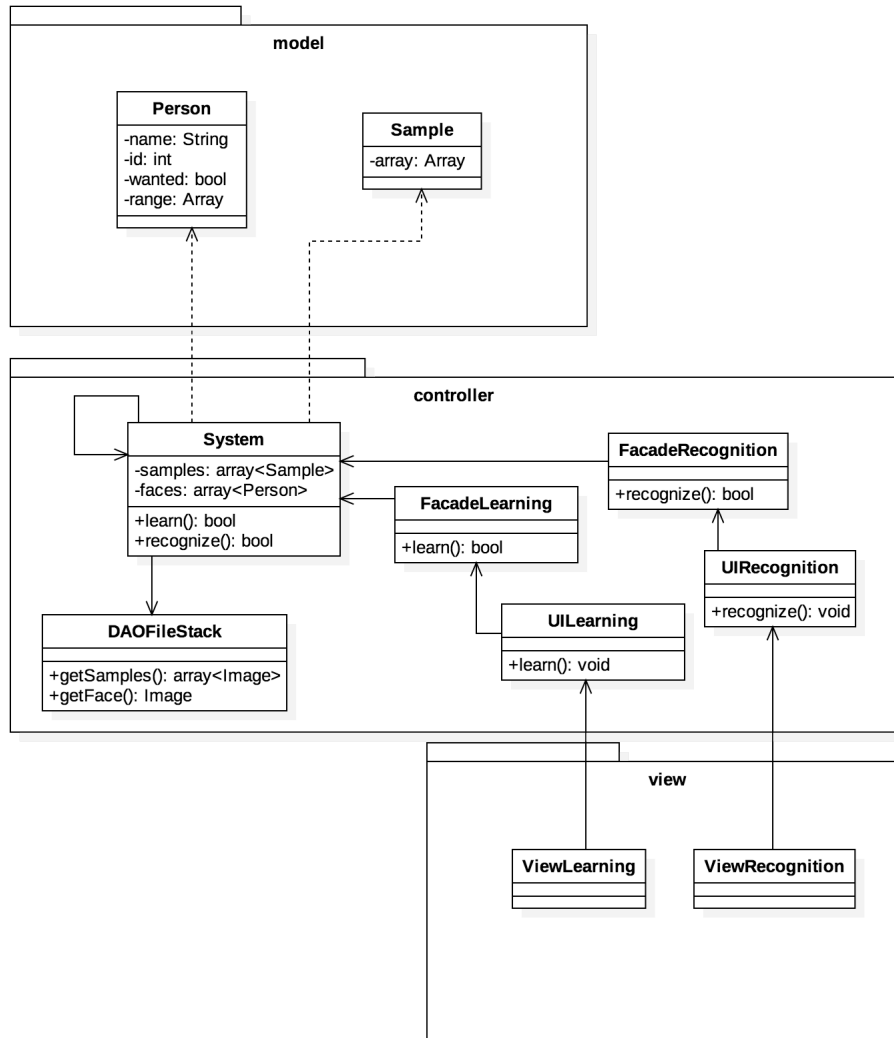 model
Person
-name: String
-id: int
-wanted: bool
-range: Array
Sample
-array: Array
controller
System
-samples: array<Sample>
-faces: array<Person>
+learn(): bool
+recognize(): bool
FacadeRecognition
+recognize(): bool
FacadeLearning
+learn(): bool
UIRecognition
+recognize(): void
UILearning
+learn(): void
DAOFileStack
+getSamples(): array<Image>
+getFace(): Image
view
ViewLearning
ViewRecognition